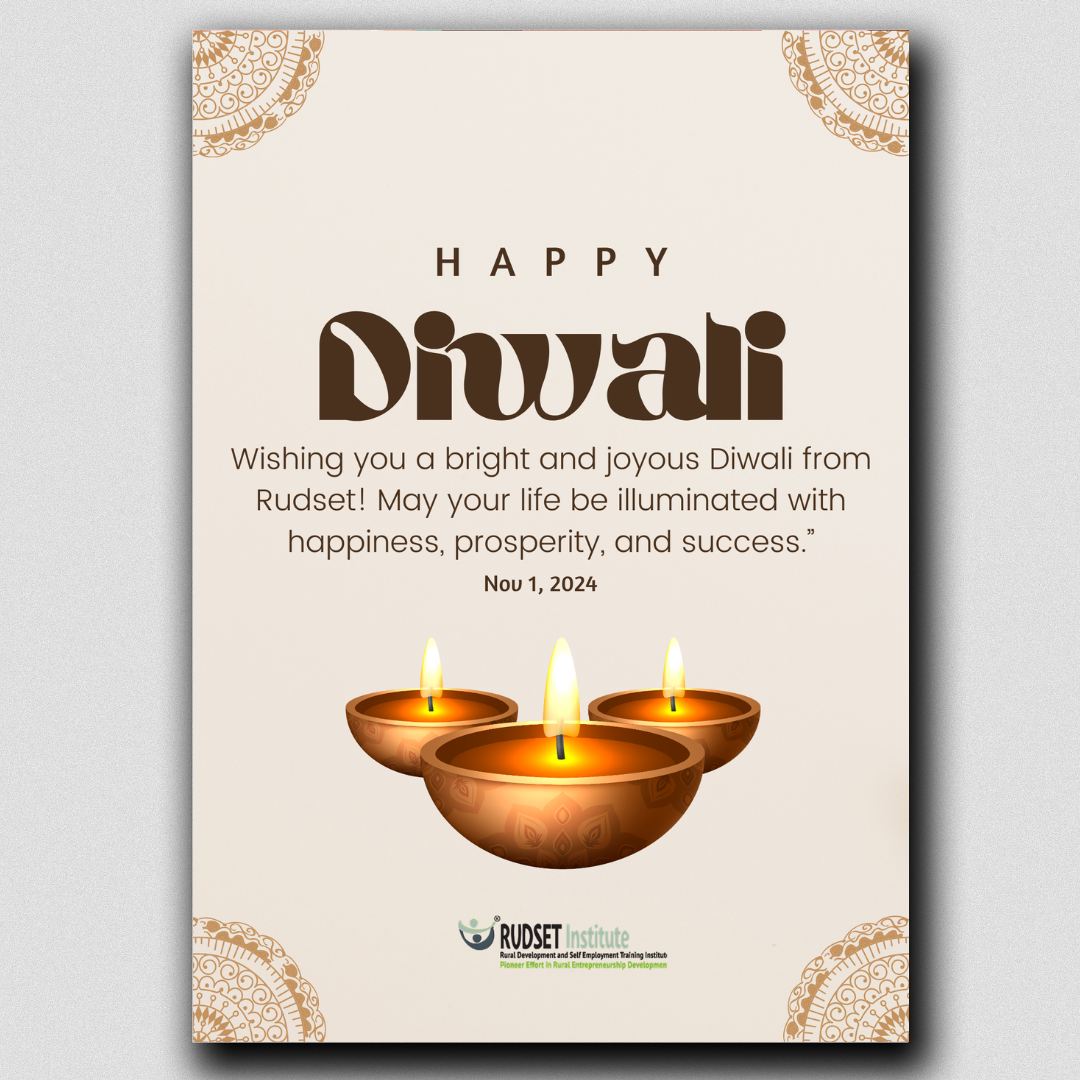 HAPPY
Diwali
Wishing you a bright and joyous Diwali from
Rudset! May your life be illuminated with
happiness, prosperity, and success.”
Nov 1, 2024
RUDSET Institute®
Rural Development and Self Employment Training Institut
Pioneer Effort in Rural Entrepreneurship Developmen